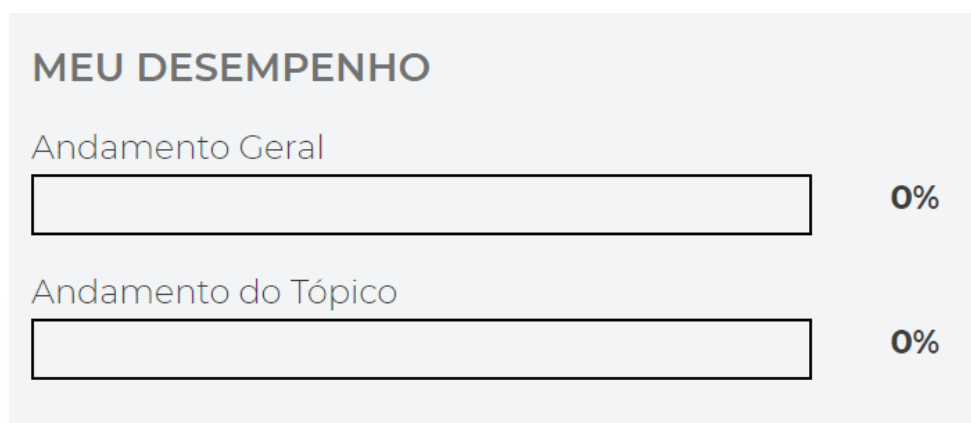 MEU DESEMPENHO
Andamento Geral
0%
Andamento do Tópico
0%